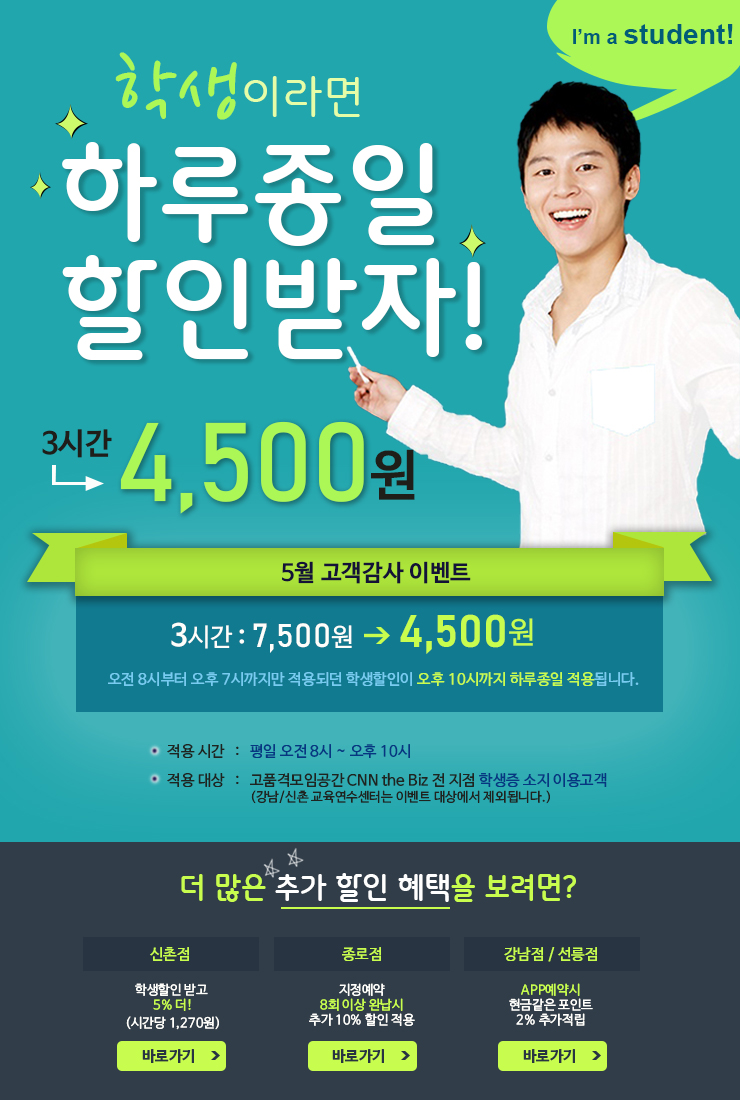 I'm a student!
학생이라면
하루종일
할인받자!
3시간
4,500원
5월 고객감사 이벤트
3시간 : 7,500원 → 4,500원
오전 8시부터 오후 7시까지만 적용되던 학생할인이 오후 10시까지 하루종일 적용됩니다.
적용 시간 : 평일 오전 8시 ~ 오후 10시
적용 대상 : 고품격모임공간 CNN the Biz 전 지점 학생증 소지 이용고객
(강남/신촌 교육연수센터는 이벤트 대상에서 제외됩니다.)
더 많은 추가 할인 혜택을 보려면?
신촌점
학생할인 받고
5% 더!
(시간당 1,270원)
바로가기 >
종로점
지정예약
8회 이상 완납시
추가 10% 할인 적용
바로가기 >
강남점 / 선릉점
APP예약시
현금같은 포인트
2% 추가적립
바로가기 >